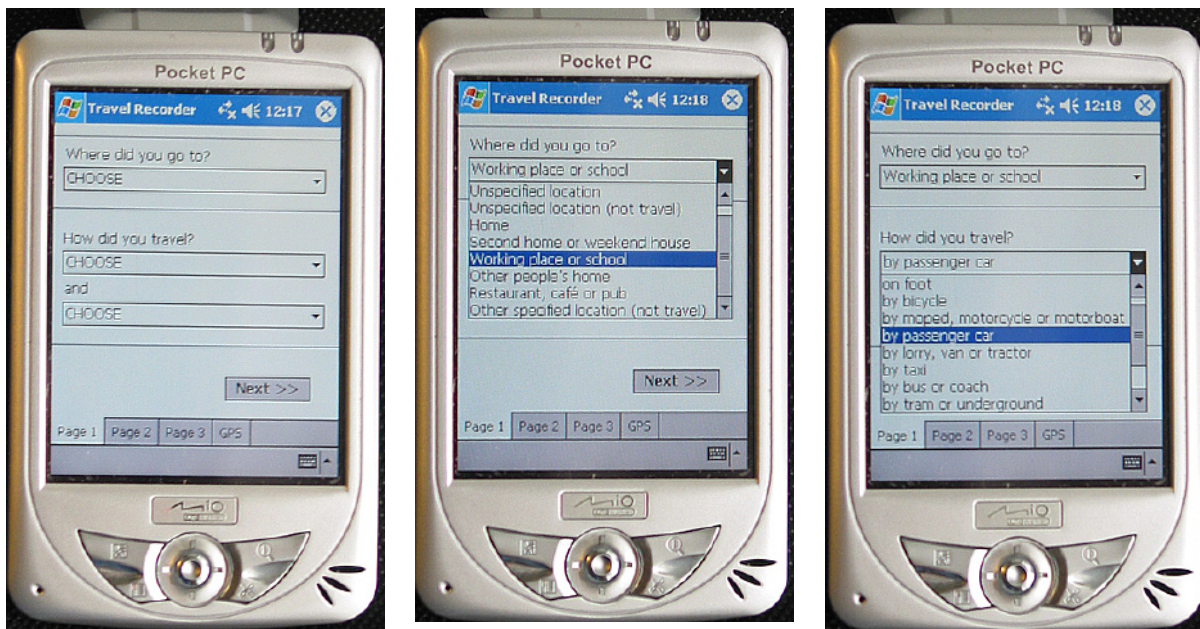 Pocket PC
Travel Recorder 12:17
Where did you go to?
CHOOSE
How did you travel?
CHOOSE
and
CHOOSE
Next >>
Page 1 Page 2 Page 3 GPS
Mio
Pocket PC
Travel Recorder 12:18
Where did you go to?
Working place or school
Unspecified location
Unspecified location (not travel)
Home
Second home or weekend house
Working place or school
Other people's home
Restaurant, café or pub
Other specified location (not travel)
Next >>
Page 1 Page 2 Page 3 GPS
Mio
Pocket PC
Travel Recorder 12:18
Where did you go to?
Working place or school
How did you travel?
by passenger car
on foot
by bicycle
by moped, motorcycle or motorboat
by passenger car
by lorry, van or tractor
by taxi
by bus or coach
by tram or underground
Page 1 Page 2 Page 3 GPS
Mio